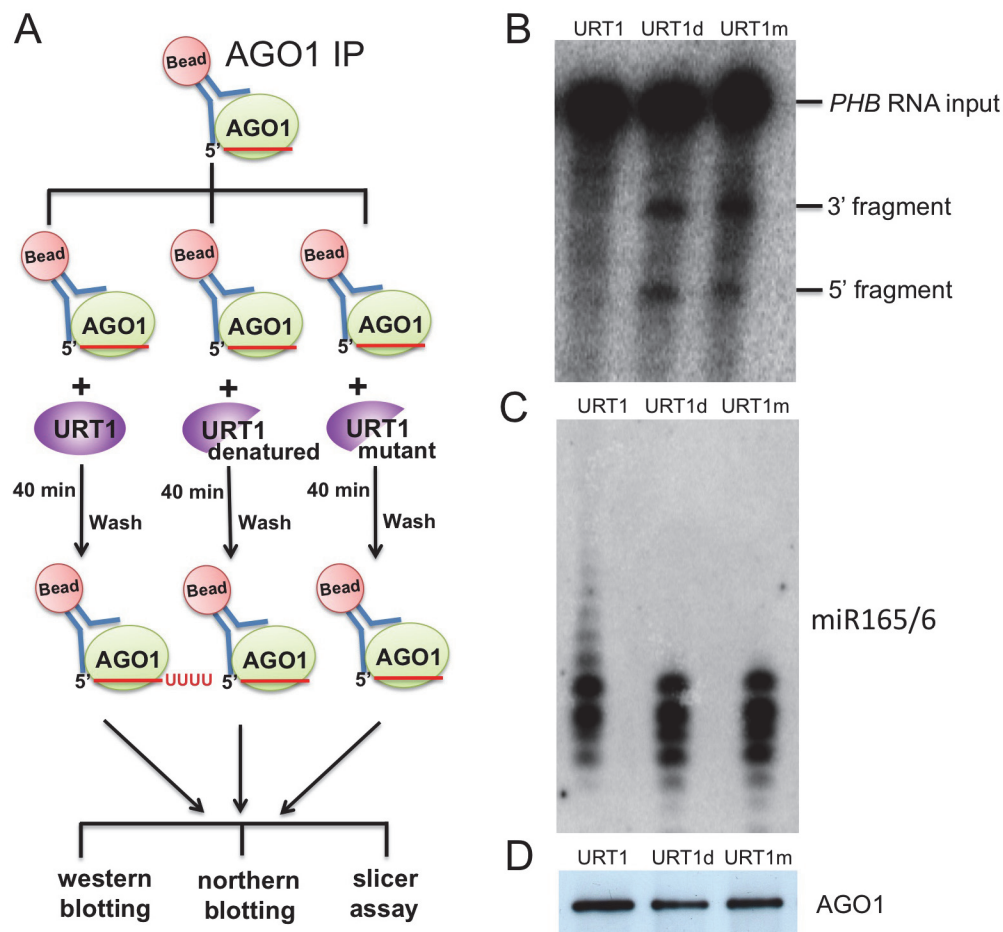 A
AGO1 IP
Bead
AGO1
5’
Bead
Bead
Bead
AGO1
AGO1
AGO1
5’
5’
5’
+
+
+
URT1
URT1
denatured
URT1
mutant
40 min
40 min
40 min
Wash
Wash
Wash
Bead
Bead
Bead
AGO1
AGO1
AGO1
5’
UUUU
5’
5’
western
blotting
northern
blotting
slicer
assay
B
URT1 URT1d URT1m
PHB RNA input
3’ fragment
5’ fragment
C
URT1 URT1d URT1m
miR165/6
D
URT1 URT1d URT1m
AGO1